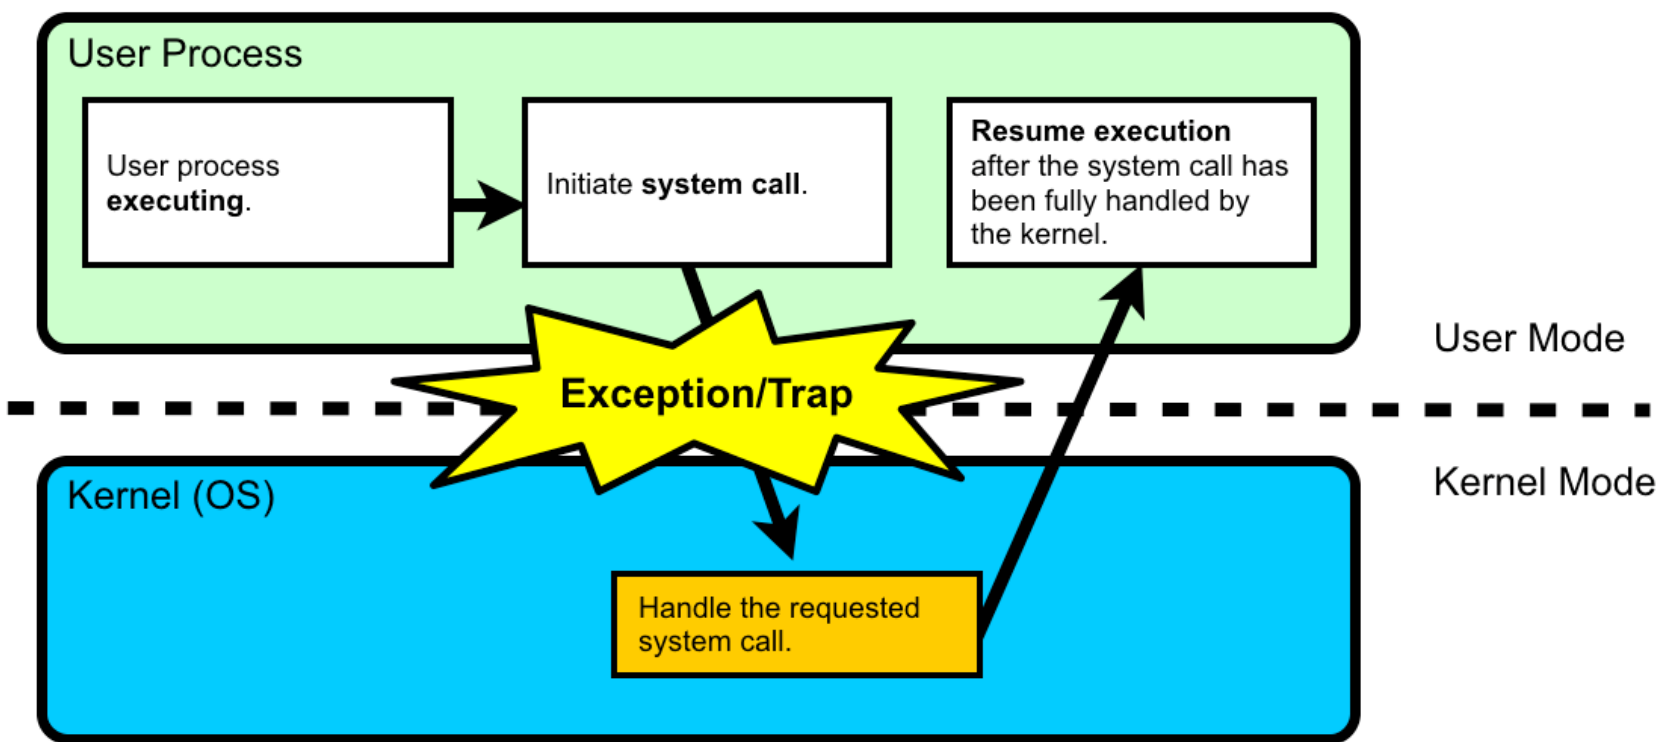 User Process
User process
executing.
Initiate system call.
Resume execution
after the system call has
been fully handled by
the kernel.
User Mode
Exception/Trap
Kernel Mode
Kernel (OS)
Handle the requested
system call.